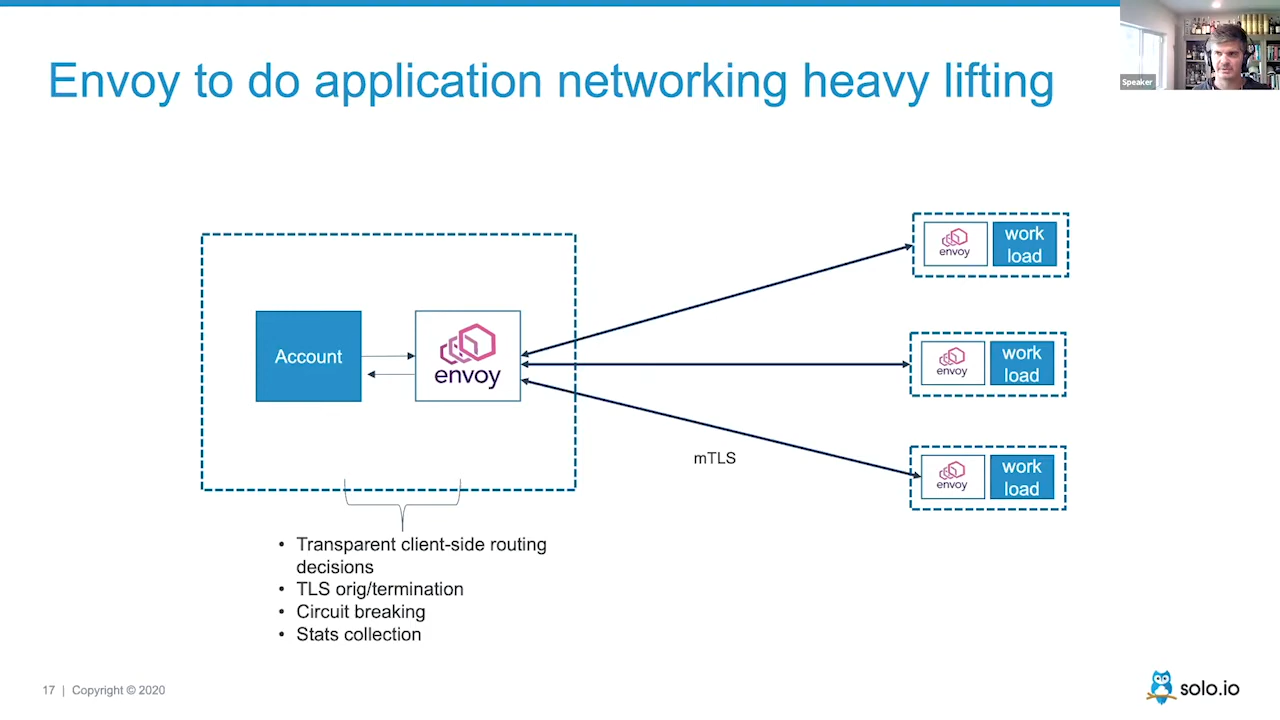 Envoy to do application networking heavy lifting
Speaker
Account
envoy
envoy
work
load
envoy
work
load
envoy
work
load
mTLS
• Transparent client-side routing
decisions
• TLS orig/termination
• Circuit breaking
• Stats collection
17 | Copyright © 2020
solo.io